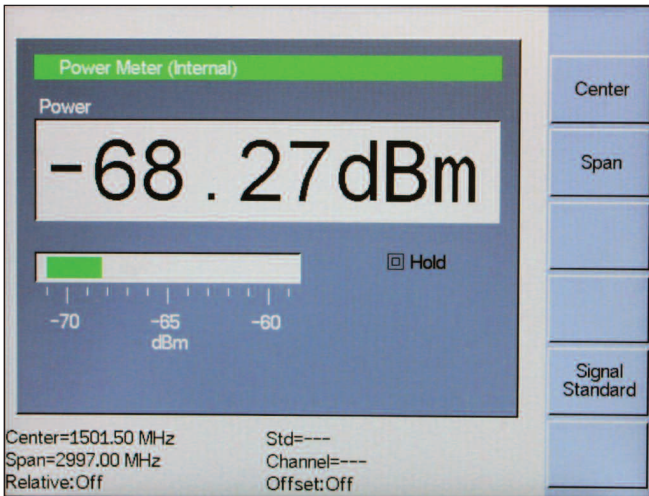 Power Meter (Internal)
Power
-68.27dBm
Hold
-70 -65 -60
dBm
Center
Span
Signal
Standard
Center=1501.50 MHz Std=---
Span=2997.00 MHz Channel=---
Relative:Off Offset:Off